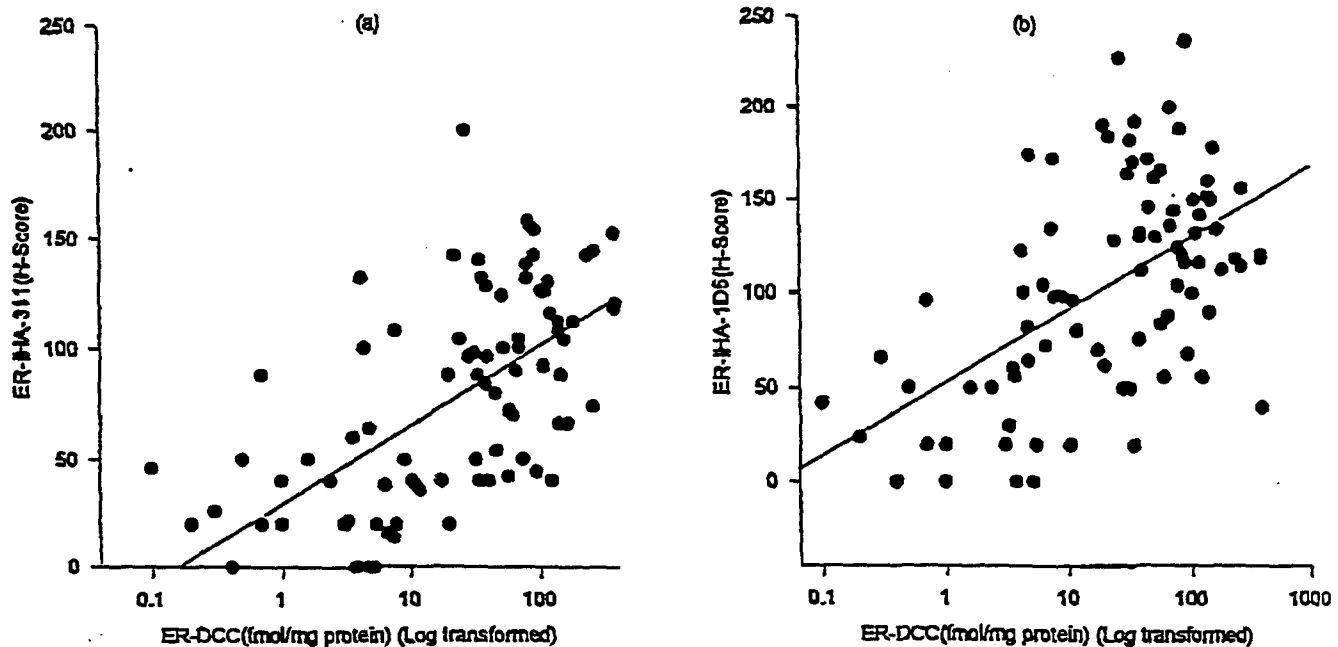 (a)
250
200
150
100
50
0
ER-IHA-311(H-Score)
0.1 1 10 100
ER-DCC(fmol/mg protein) (Log transformed)
(b)
250
200
150
100
50
0
ER-IHA-1D5(H-Score)
0.1 1 10 100 1000
ER-DCC(fmol/mg protein) (Log transformed)